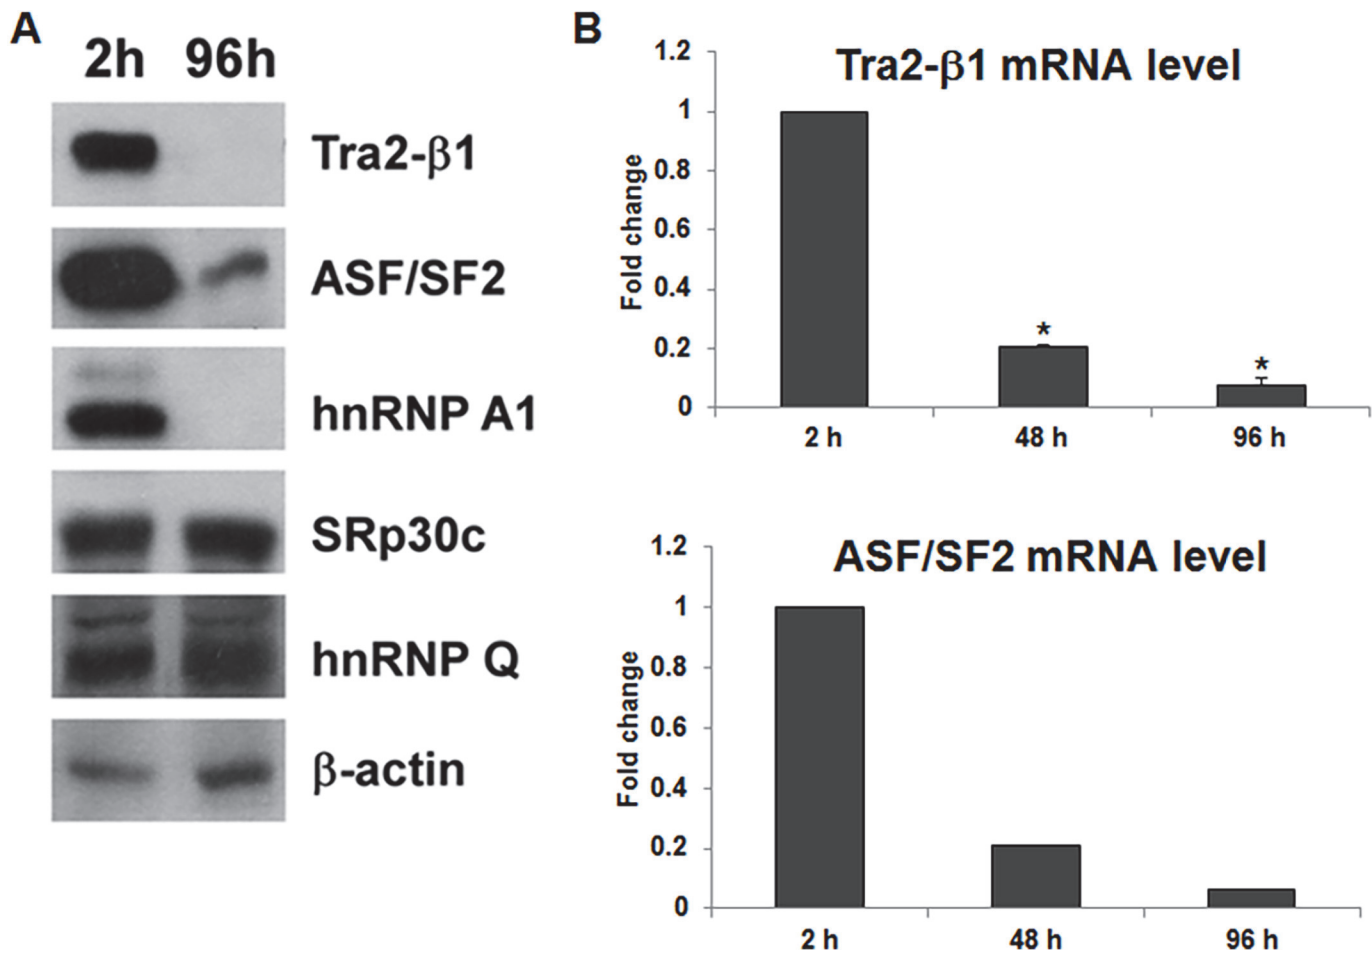 A
2h 96h
Tra2-β1
ASF/SF2
hnRNP A1
SRp30c
hnRNP Q
β-actin
B
Tra2-β1 mRNA level
Fold change
1.2
1
0.8
0.6
0.4
0.2
0
*
*
2 h 48 h 96 h
ASF/SF2 mRNA level
Fold change
1.2
1
0.8
0.6
0.4
0.2
0
2 h 48 h 96 h